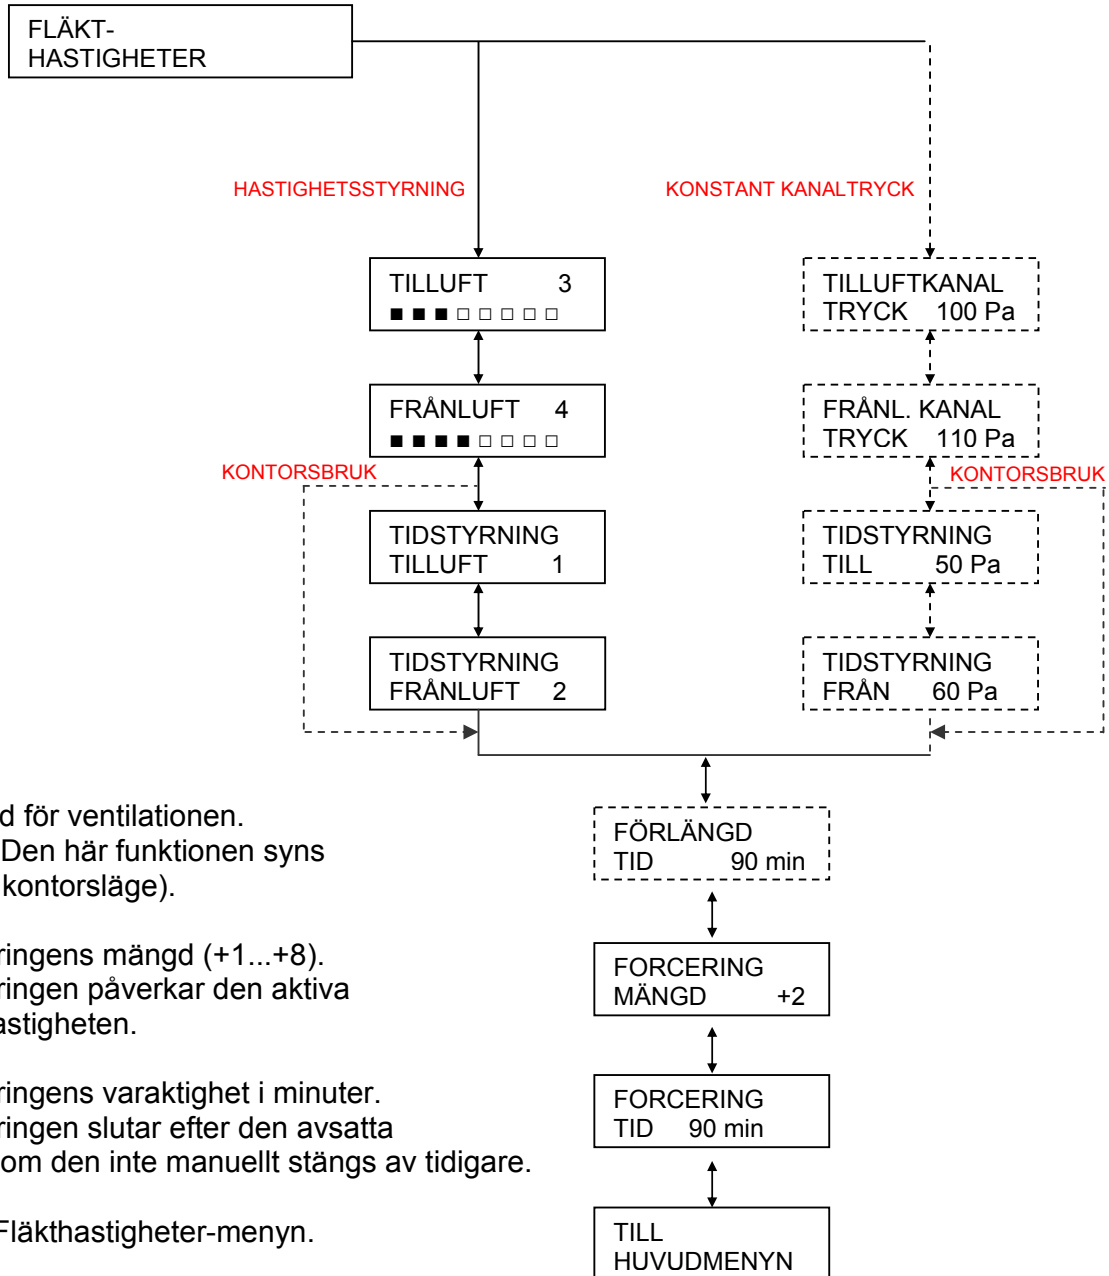 FLÄKT-
HASTIGHETER
HASTIGHETSSTYRNING
KONSTANT KANALTRYCK
TILLUFT 3
■ ■ ■ □ □ □ □ □
TILLUFTKANAL
TRYCK 100 Pa
FRÅNLUFT 4
■ ■ ■ ■ □ □ □ □
FRÅNL. KANAL
TRYCK 110 Pa
KONTORSBRUK
KONTORSBRUK
TIDSTYRNING
TILLUFT 1
TIDSTYRNING
TILL 50 Pa
TIDSTYRNING
FRÅNLUFT 2
TIDSTYRNING
FRÅN 60 Pa
d för ventilationen.
Den här funktionen syns
kontorsläge).
FÖRLÄNGD
TID 90 min
ringens mängd (+1...+8).
ringen påverkar den aktiva
astigheten.
FORCERING
MÄNGD +2
ringens varaktighet i minuter.
ringen slutar efter den avsatta
om den inte manuellt stängs av tidigare.
FORCERING
TID 90 min
Fläkthastigheter-menyn.
TILL
HUVUDMENYN